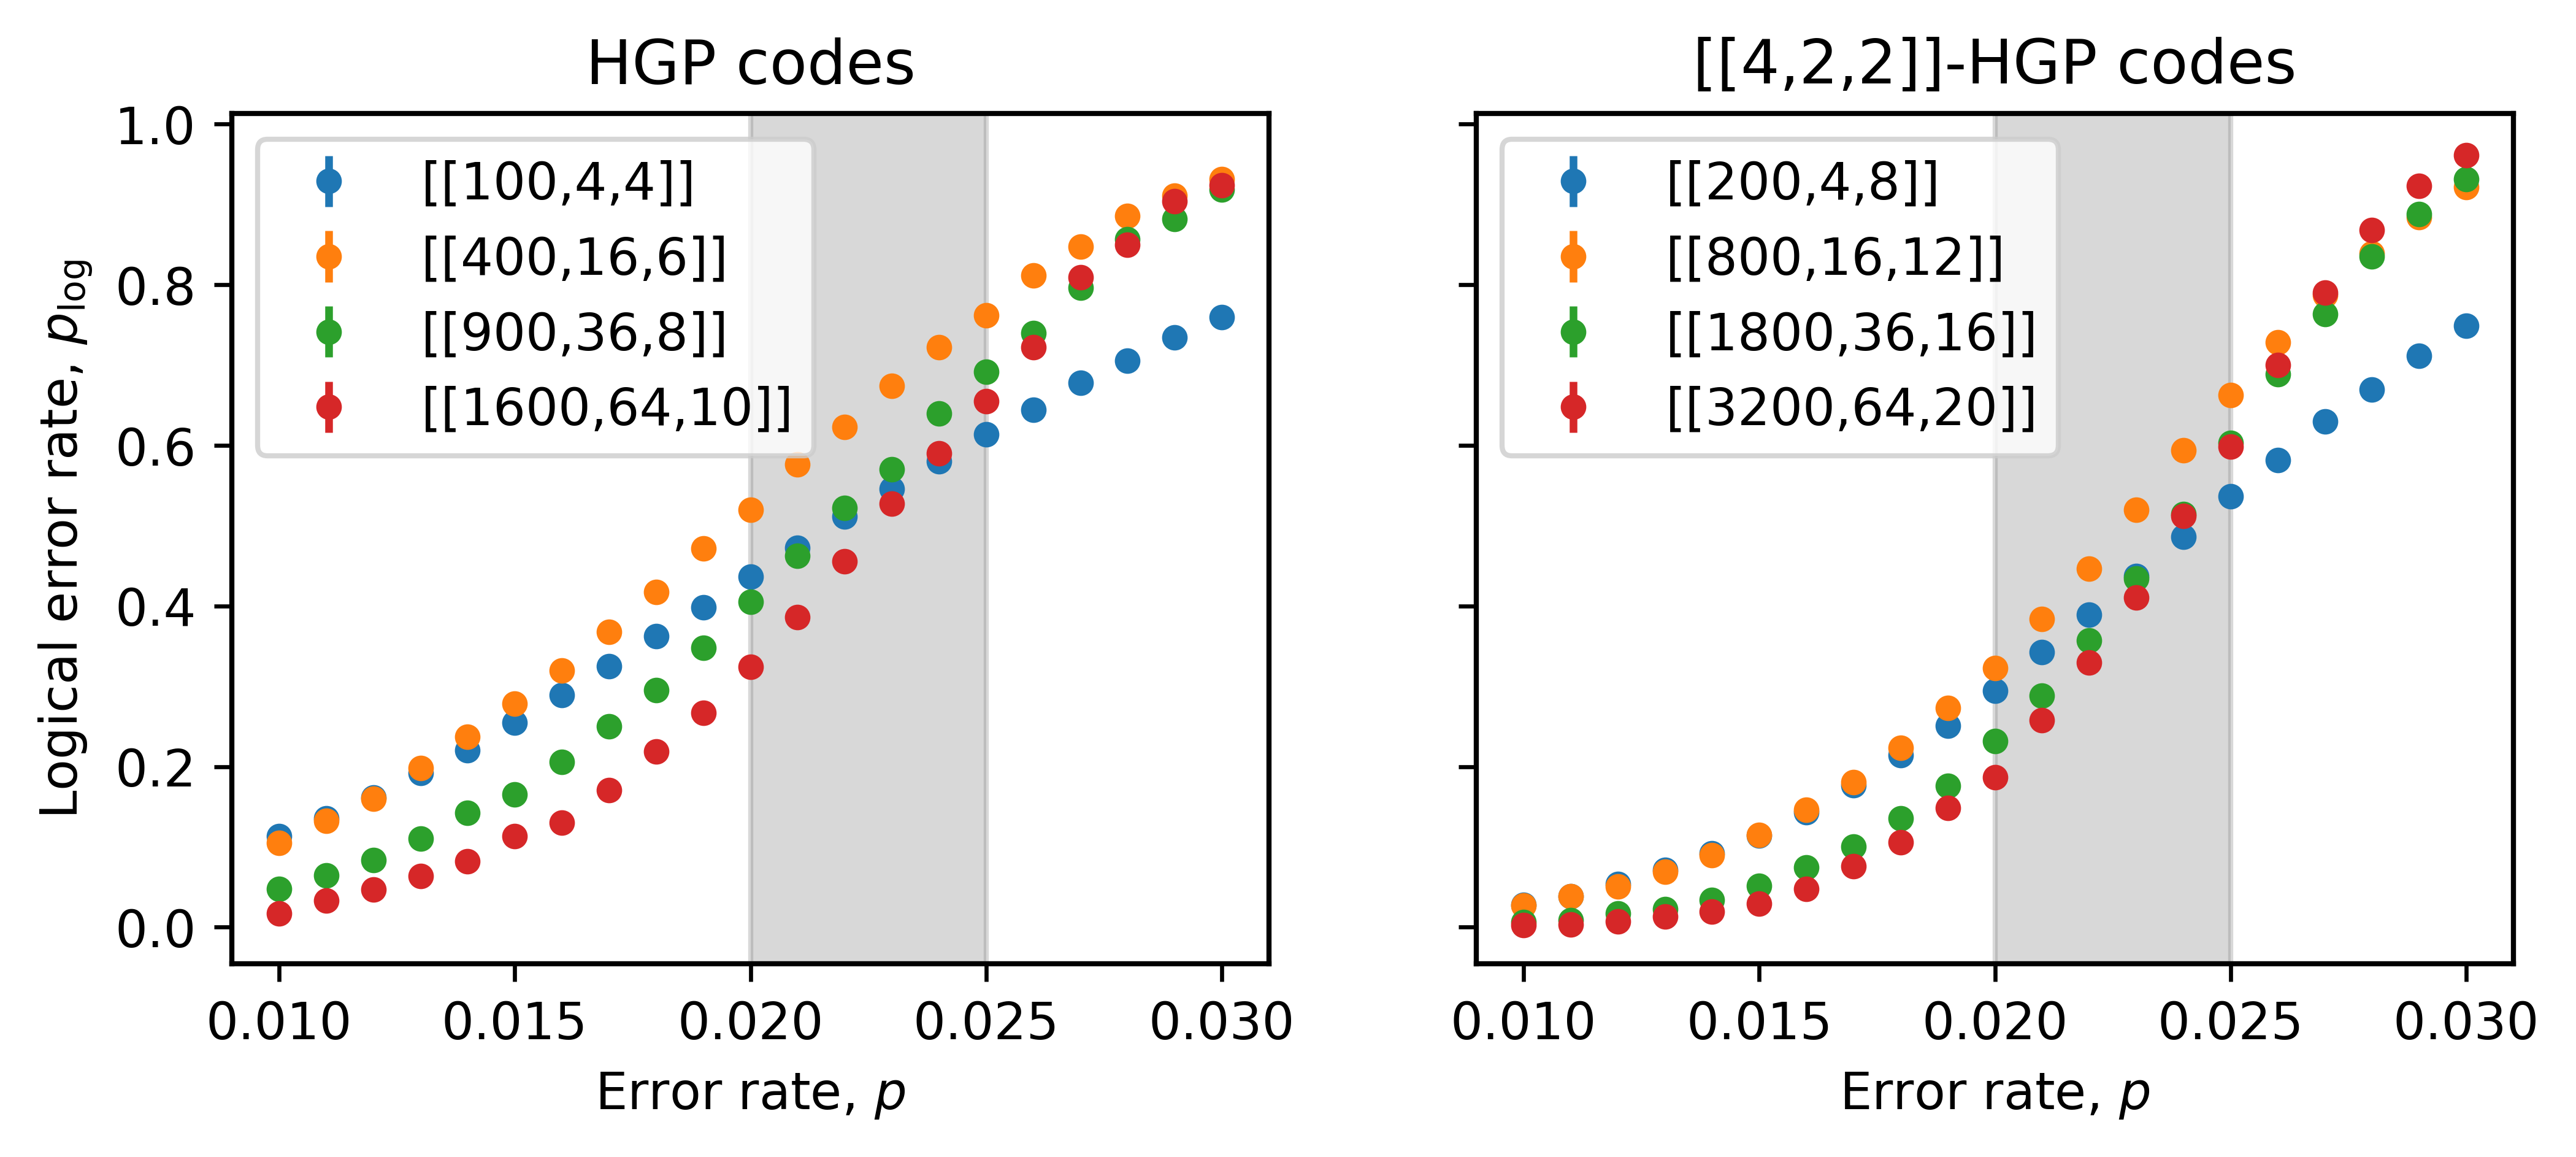 HGP codes
1.0
0.8
0.6
0.4
0.2
0.0
Logical error rate, p_log
[[100,4,4]]
[[400,16,6]]
[[900,36,8]]
[[1600,64,10]]
0.010 0.015 0.020 0.025 0.030
Error rate, p
[[4,2,2]]-HGP codes
[[200,4,8]]
[[800,16,12]]
[[1800,36,16]]
[[3200,64,20]]
0.010 0.015 0.020 0.025 0.030
Error rate, p